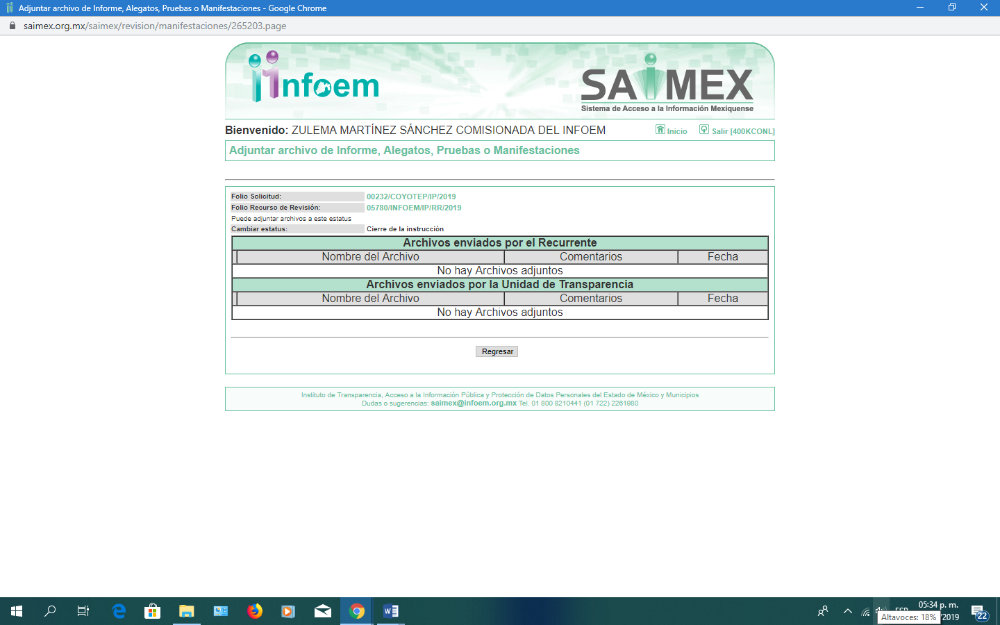 Adjuntar archivo de Informe, Alegatos, Pruebas o Manifestaciones - Google Chrome
saimex.org.mx/saimex/revision/manifestaciones/265203.page
infoem
SAIMEX
Sistema de Acceso a la Información Mexiquense
Bienvenido: ZULEMA MARTÍNEZ SÁNCHEZ COMISIONADA DEL INFOEM
Inicio Salir [400KCONL]
Adjuntar archivo de Informe, Alegatos, Pruebas o Manifestaciones
Folio Solicitud: 00232/COYOTEP/IP/2019
Folio Recurso de Revisión: 05780/INFOEM/IP/RR/2019
Puede adjuntar archivos a este estatus
Cambiar estatus: Cierre de la instrucción
Archivos enviados por el Recurrente
Nombre del Archivo Comentarios Fecha
No hay Archivos adjuntos
Archivos enviados por la Unidad de Transparencia
Nombre del Archivo Comentarios Fecha
No hay Archivos adjuntos
Regresar
Instituto de Transparencia, Acceso a la Información Pública y Protección de Datos Personales del Estado de México y Municipios
Dudas o sugerencias: saimex@infoem.org.mx Tel. 01 800 8210441 (01 722) 2261980
05:34 p. m.
/2019
Altavoces: 18%
22